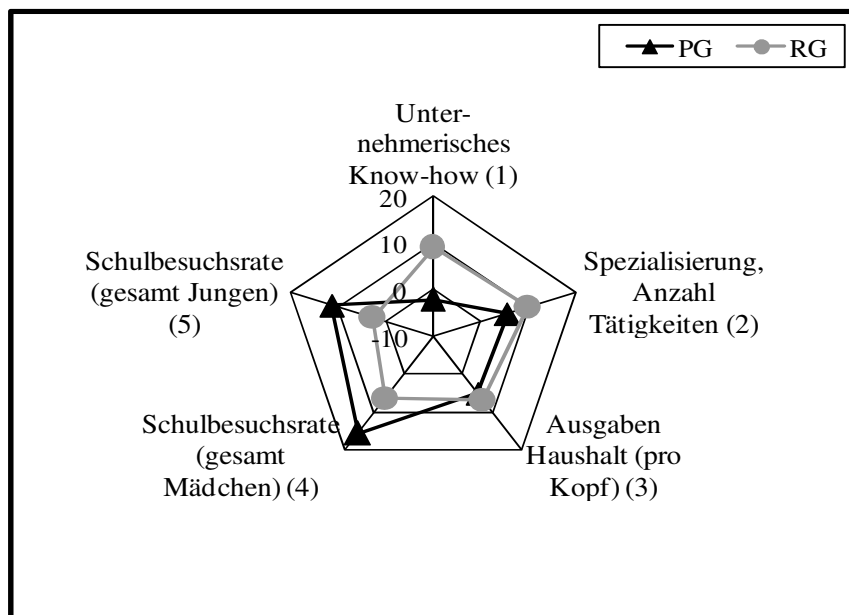 PG RG
Unter-
nehmerisches
Know-how (1)
20
10
0
-10
Spezialisierung,
Anzahl
Tätigkeiten (2)
Ausgaben
Haushalt (pro
Kopf) (3)
Schulbesuchsrate
(gesamt
Mädchen) (4)
Schulbesuchsrate
(gesamt Jungen)
(5)